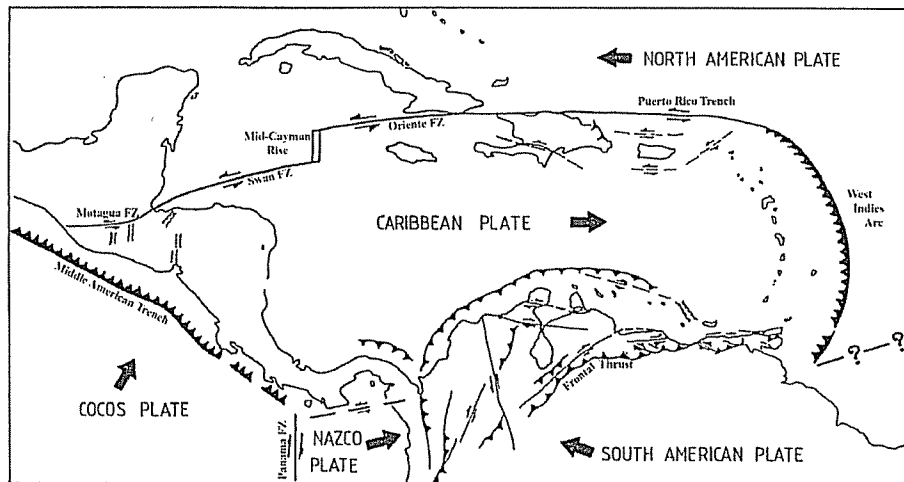 NORTH AMERICAN PLATE
Puerto Rico Trench
Oriente FZ
Mid-Cayman
Rise
Swan FZ
West
Indies
Arc
Motagua FZ
CARIBBEAN PLATE
Middle American Trench
? ?
Frontal Thrust
COCOS PLATE
Panama FZ
NAZCO
PLATE
SOUTH AMERICAN PLATE